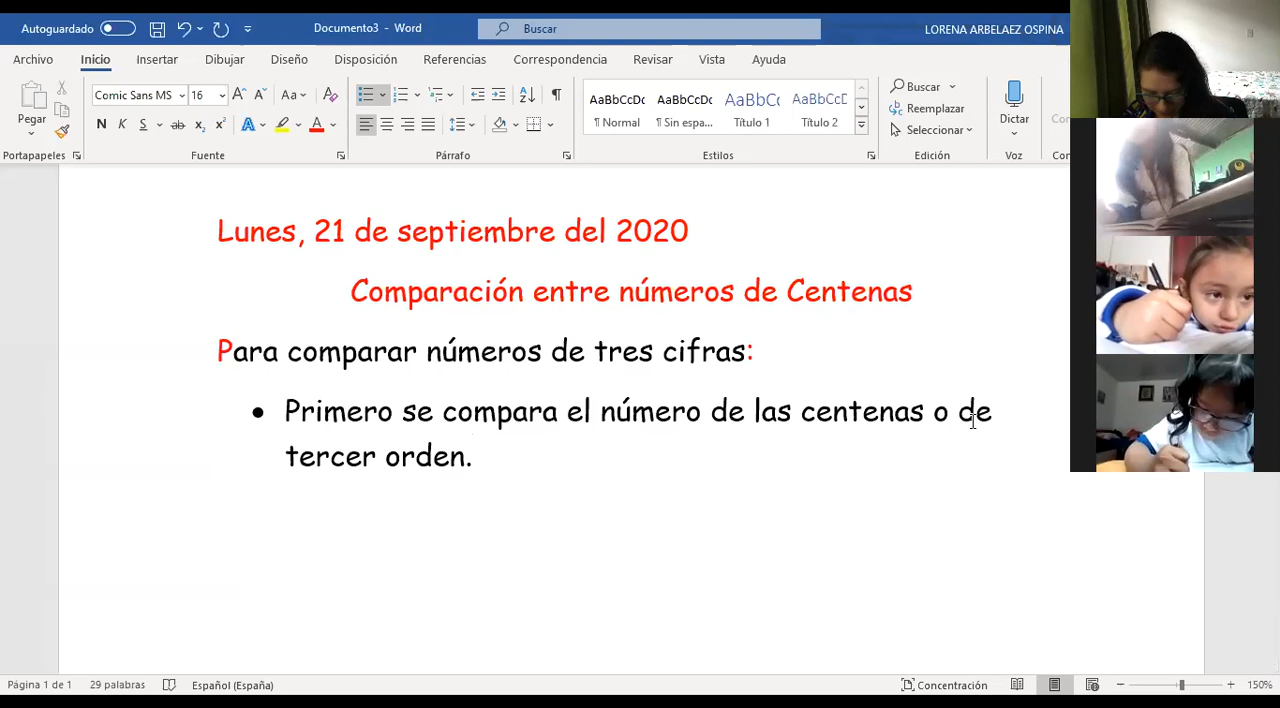 Autoguardado Documento3 - Word Buscar LORENA ARBELAEZ OSPINA
Archivo Inicio Insertar Dibujar Diseño Disposición Referencias Correspondencia Revisar Vista Ayuda
Comic Sans MS 16 Aa
Pegar
N K S ab x₂ x² A A
AaBbCcDc AaBbCcDc AaBbCc AaBbCcD
¶ Normal ¶ Sin espa... Título 1 Título 2
Buscar
Reemplazar
Seleccionar
Dictar
Portapapeles Fuente Párrafo Estilos Edición Voz
Lunes, 21 de septiembre del 2020
Comparación entre números de Centenas
Para comparar números de tres cifras:
• Primero se compara el número de las centenas o de
tercer orden.
Página 1 de 1 29 palabras Español (España) Concentración 150%